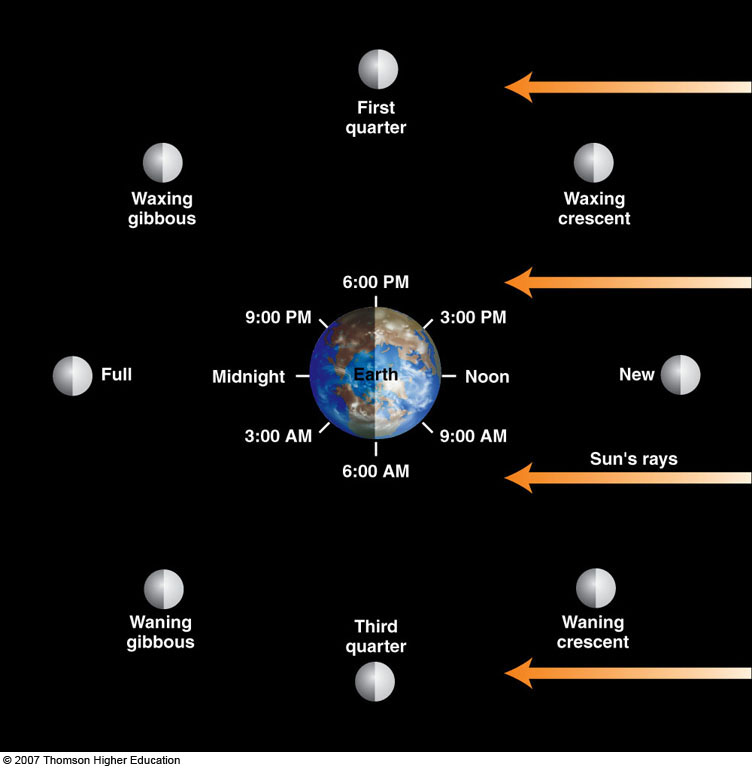 First
quarter
Waxing
gibbous
Waxing
crescent
6:00 PM
9:00 PM
3:00 PM
Full
Midnight
Earth
Noon
New
3:00 AM
9:00 AM
6:00 AM
Sun's rays
Waning
gibbous
Third
quarter
Waning
crescent
© 2007 Thomson Higher Education